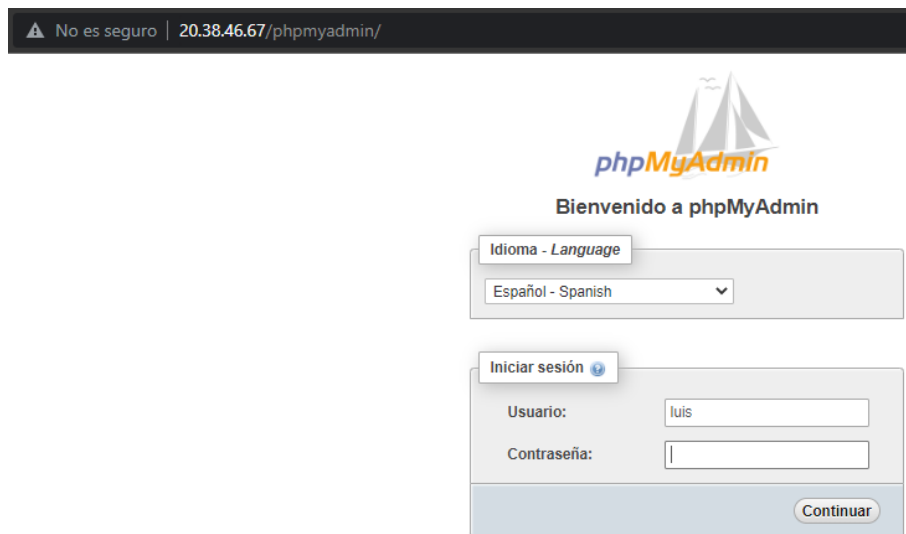 No es seguro | 20.38.46.67/phpmyadmin/
phpMyAdmin
Bienvenido a phpMyAdmin
Idioma - Language
Español - Spanish
Iniciar sesión
Usuario: luis
Contraseña:
Continuar